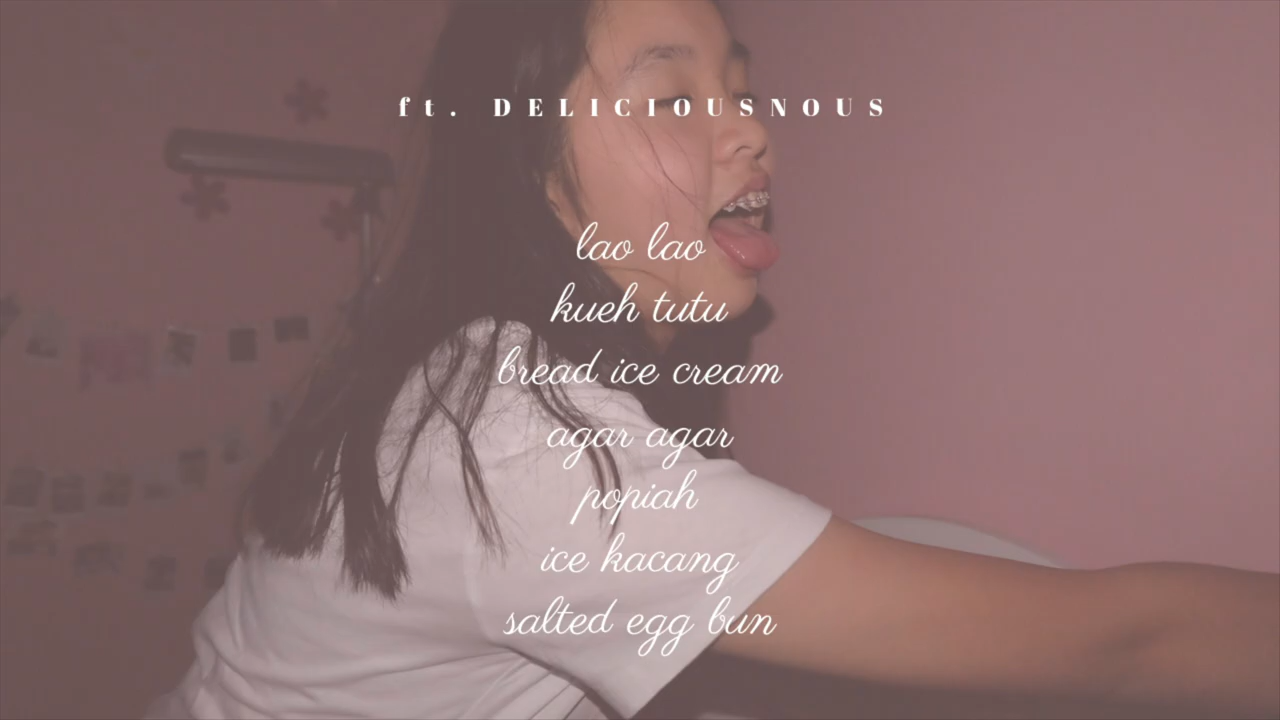 ft. DELICIOUSNOUS
lao lao
kueh tutu
bread ice cream
agar agar
popiah
ice kacang
salted egg bun